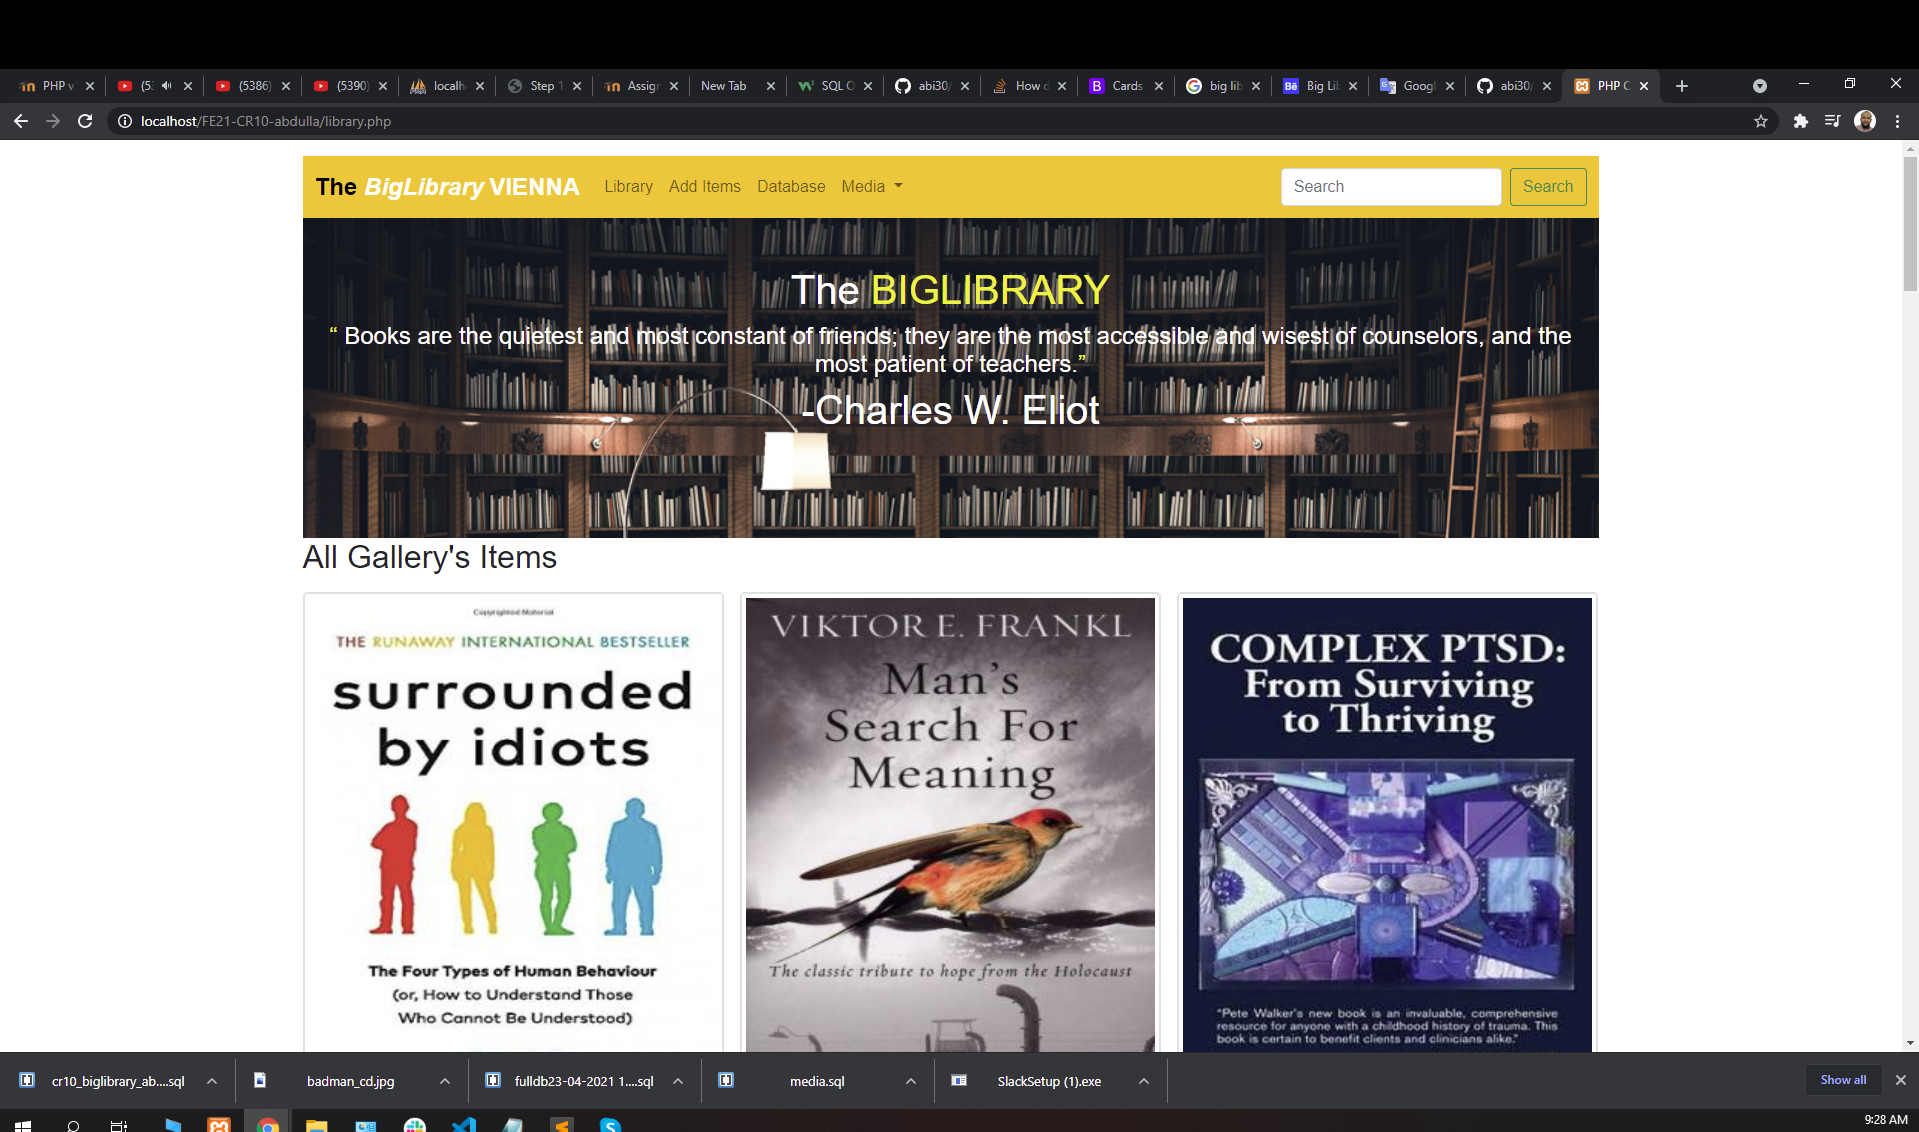 PHP v
(5:
(5386)
(5390)
localh
Step 1
Assign
New Tab
SQL O
abi30/
How c
Cards
big lib
Big Lib
Googl
abi30/
PHP C
localhost/FE21-CR10-abdulla/library.php
The BigLibrary VIENNA
Library
Add Items
Database
Media
Search
Search
The BIGLIBRARY
“ Books are the quietest and most constant of friends; they are the most accessible and wisest of counselors, and the
most patient of teachers.”
-Charles W. Eliot
All Gallery's Items
Copyrighted Material
THE RUNAWAY INTERNATIONAL BESTSELLER
surrounded
by idiots
The Four Types of Human Behaviour
(or, How to Understand Those
Who Cannot Be Understood)
VIKTOR E. FRANKL
Man's
Search For
Meaning
The classic tribute to hope from the Holocaust
COMPLEX PTSD:
From Surviving
to Thriving
"Pete Walker's new book is an invaluable, comprehensive
resource for anyone with a childhood history of trauma. This
book is certain to benefit clients and clinicians alike."
cr10_biglibrary_ab....sql
badman_cd.jpg
fulldb23-04-2021 1....sql
media.sql
SlackSetup (1).exe
Show all
9:28 AM